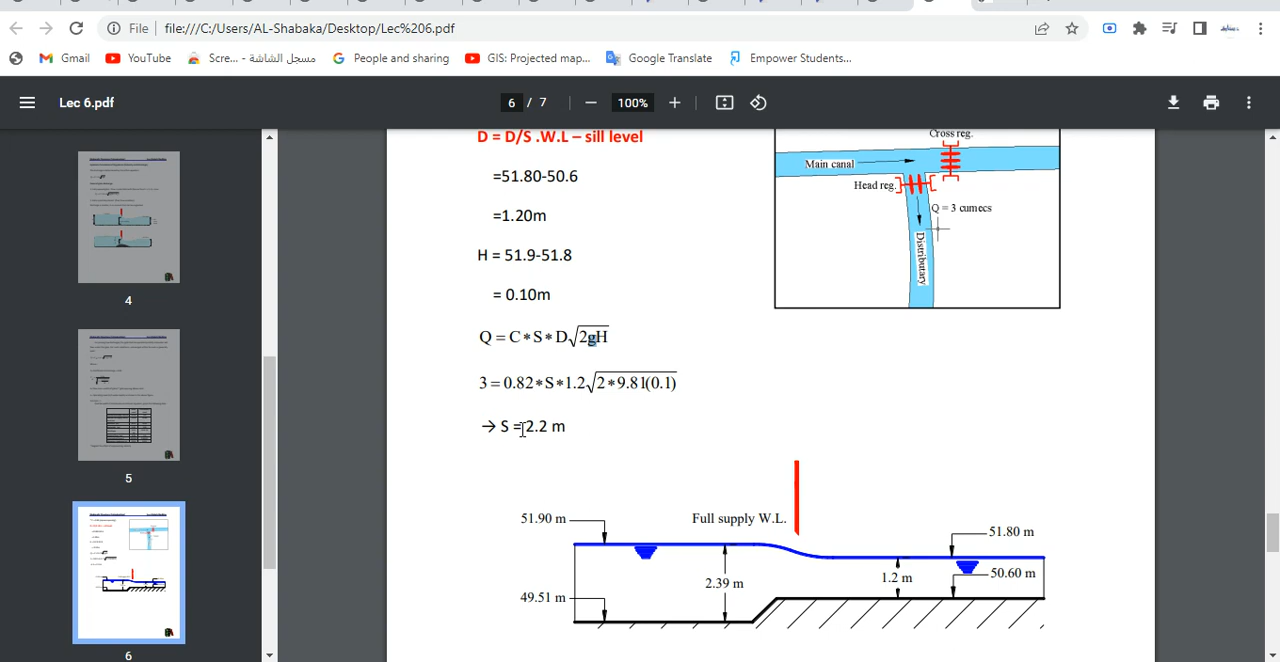 File file:///C:/Users/AL-Shabaka/Desktop/Lec%206.pdf
Gmail YouTube Scre... - مسجل الشاشة People and sharing GIS: Projected map... Google Translate Empower Students...
Lec 6.pdf 6 / 7 100%
D = D/S .W.L – sill level
=51.80-50.6
=1.20m
H = 51.9-51.8
= 0.10m
Q = C∗S∗D√2gH
3 = 0.82∗S∗1.2√2*9.81(0.1)
→ S = 2.2 m
Cross reg.
Main canal
Head reg.
Q = 3 cumecs
Distributary
51.90 m
Full supply W.L.
51.80 m
2.39 m
1.2 m
50.60 m
49.51 m
4
5
6